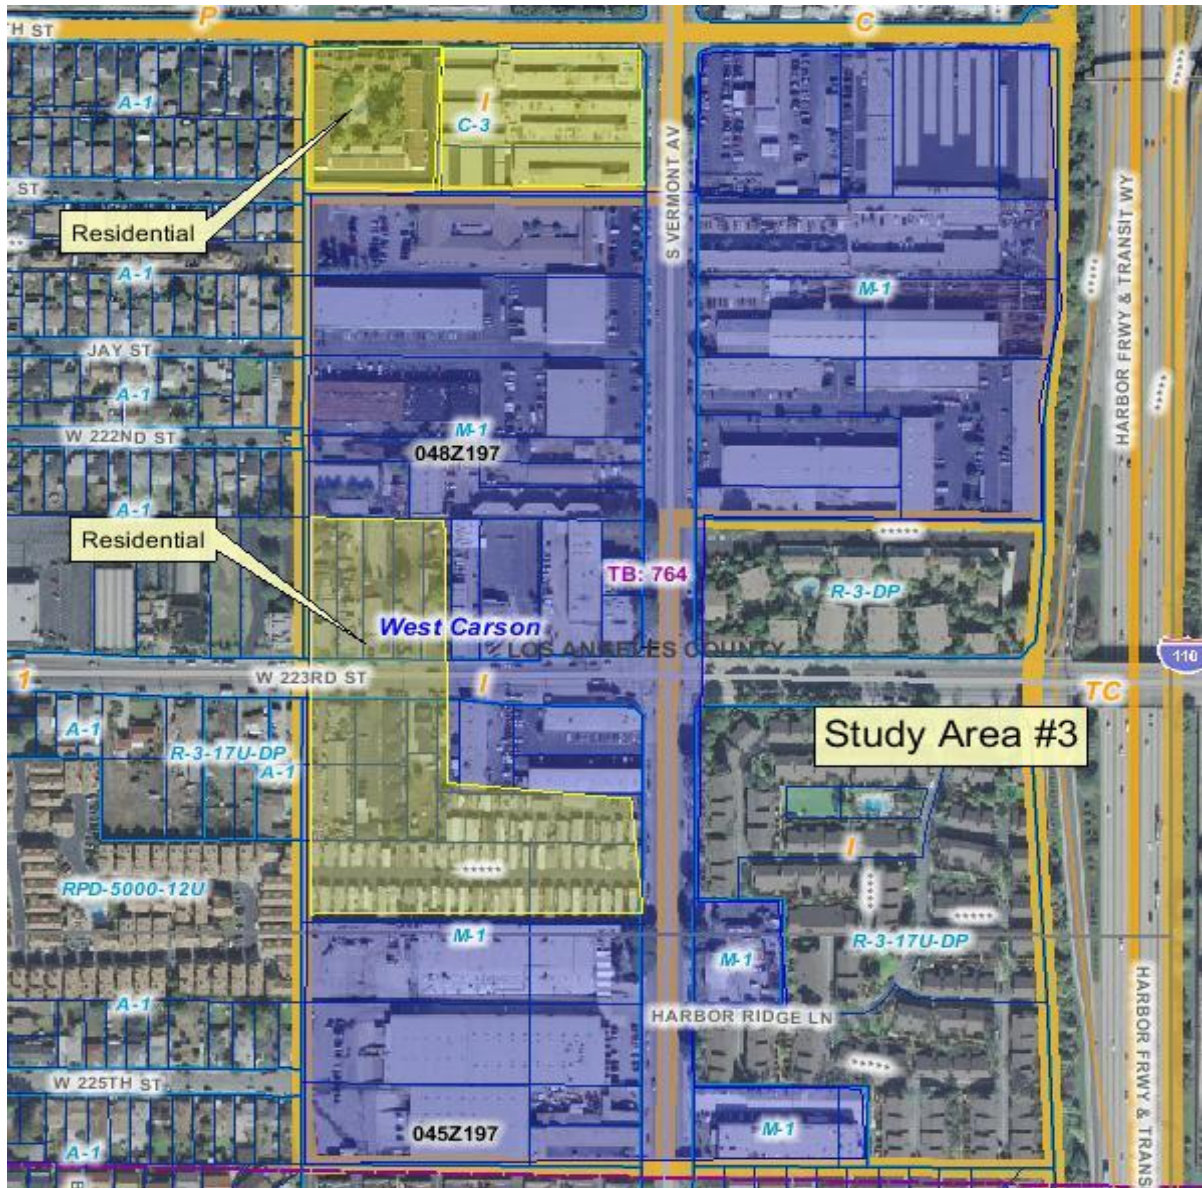 TH ST
P
C
A-1
I
C-3
ST
Residential
A-1
S VERMONT AV
HARBOR FRWY & TRANSIT WY
M-1
JAY ST
A-1
W 222ND ST
M-1
048Z197
A-1
Residential
*****
TB: 764
R-3-DP
West Carson
LOS ANGELES COUNTY
110
1
W 223RD ST
I
TC
A-1
R-3-17U-DP
A-1
Study Area #3
I
*****
RPD-5000-12U
*****
*****
M-1
M-1
R-3-17U-DP
A-1
HARBOR RIDGE LN
HARBOR FRWY & TRANS
W 225TH ST
*****
045Z197
M-1
A-1